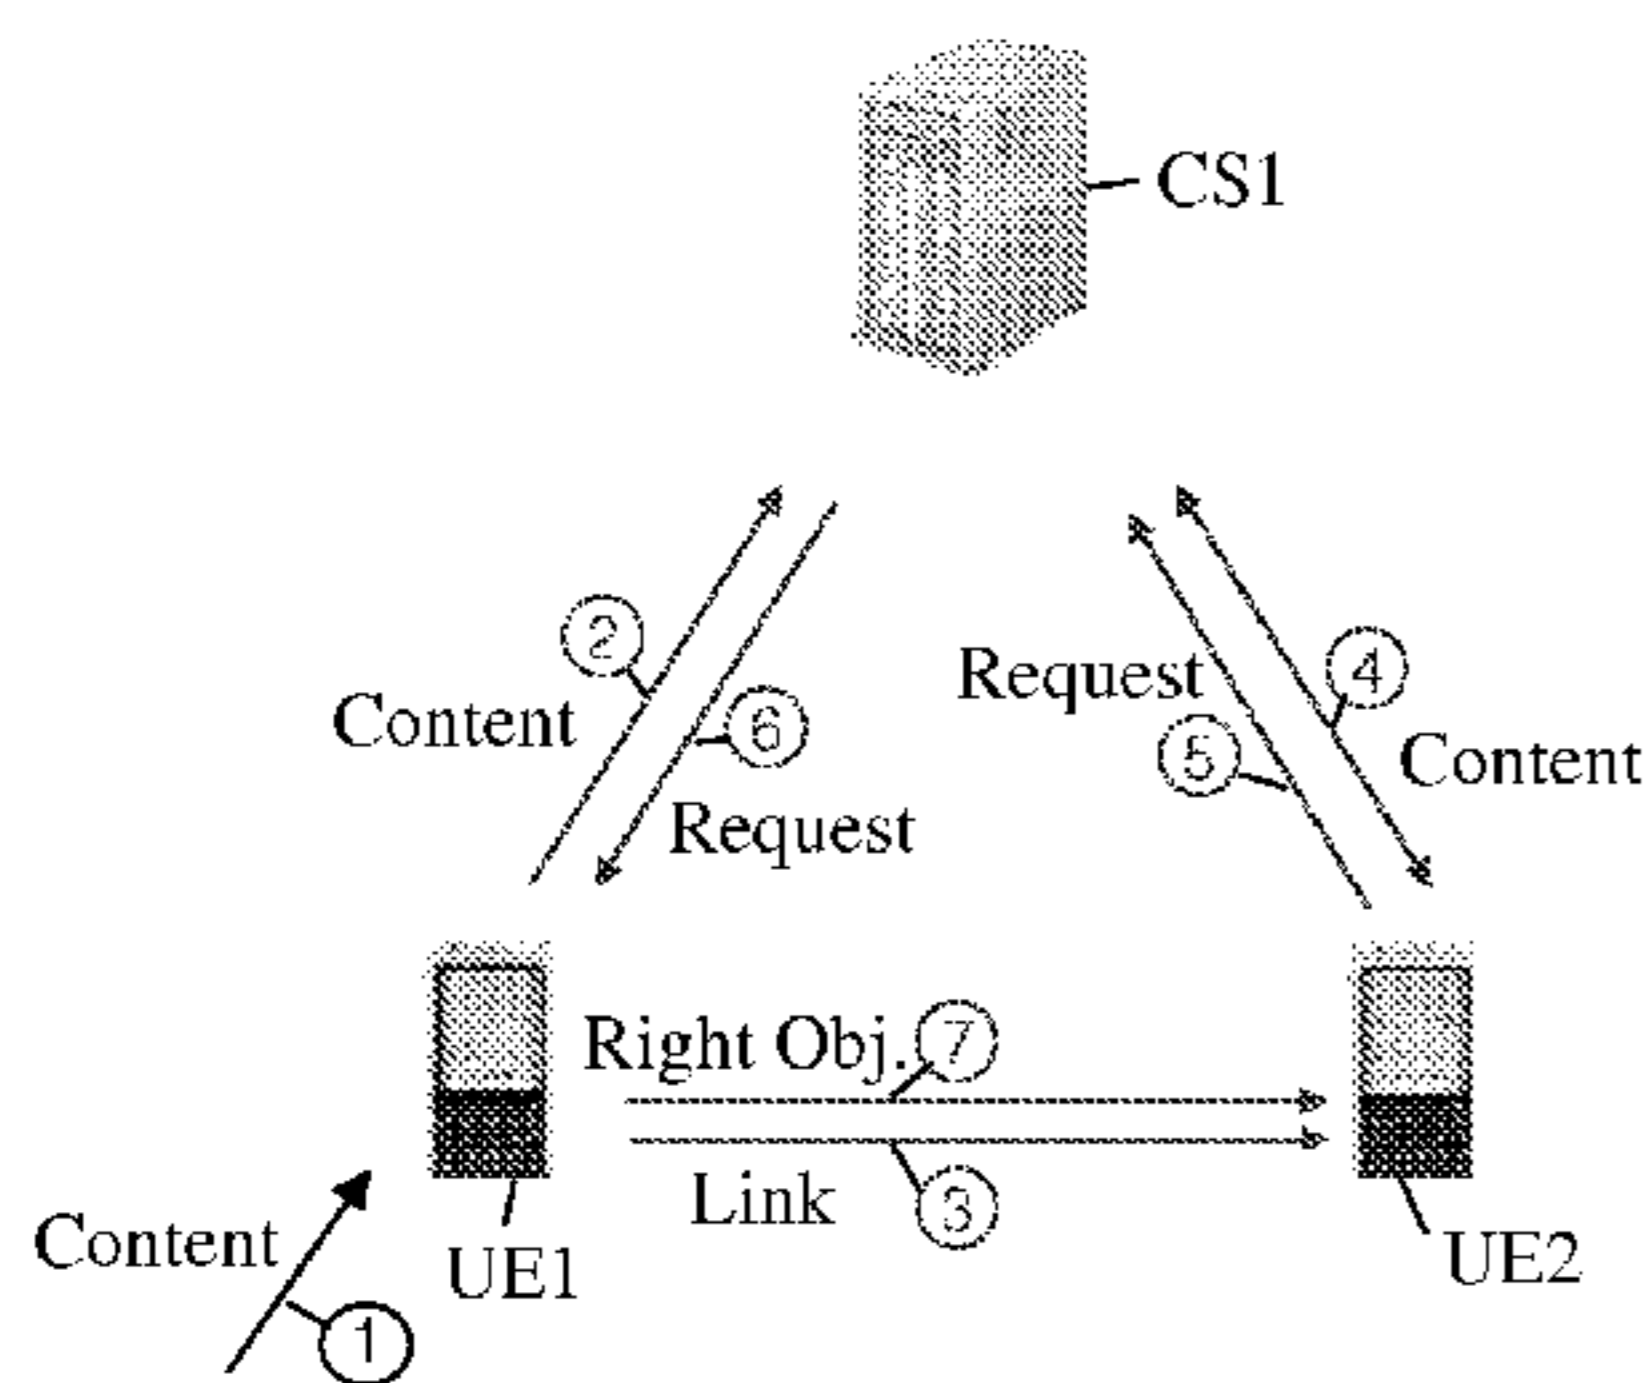 CS1
2
Content
6
Request
Request
5
4
Content
Right Obj.
7
Link
3
Content
1
UE1
UE2